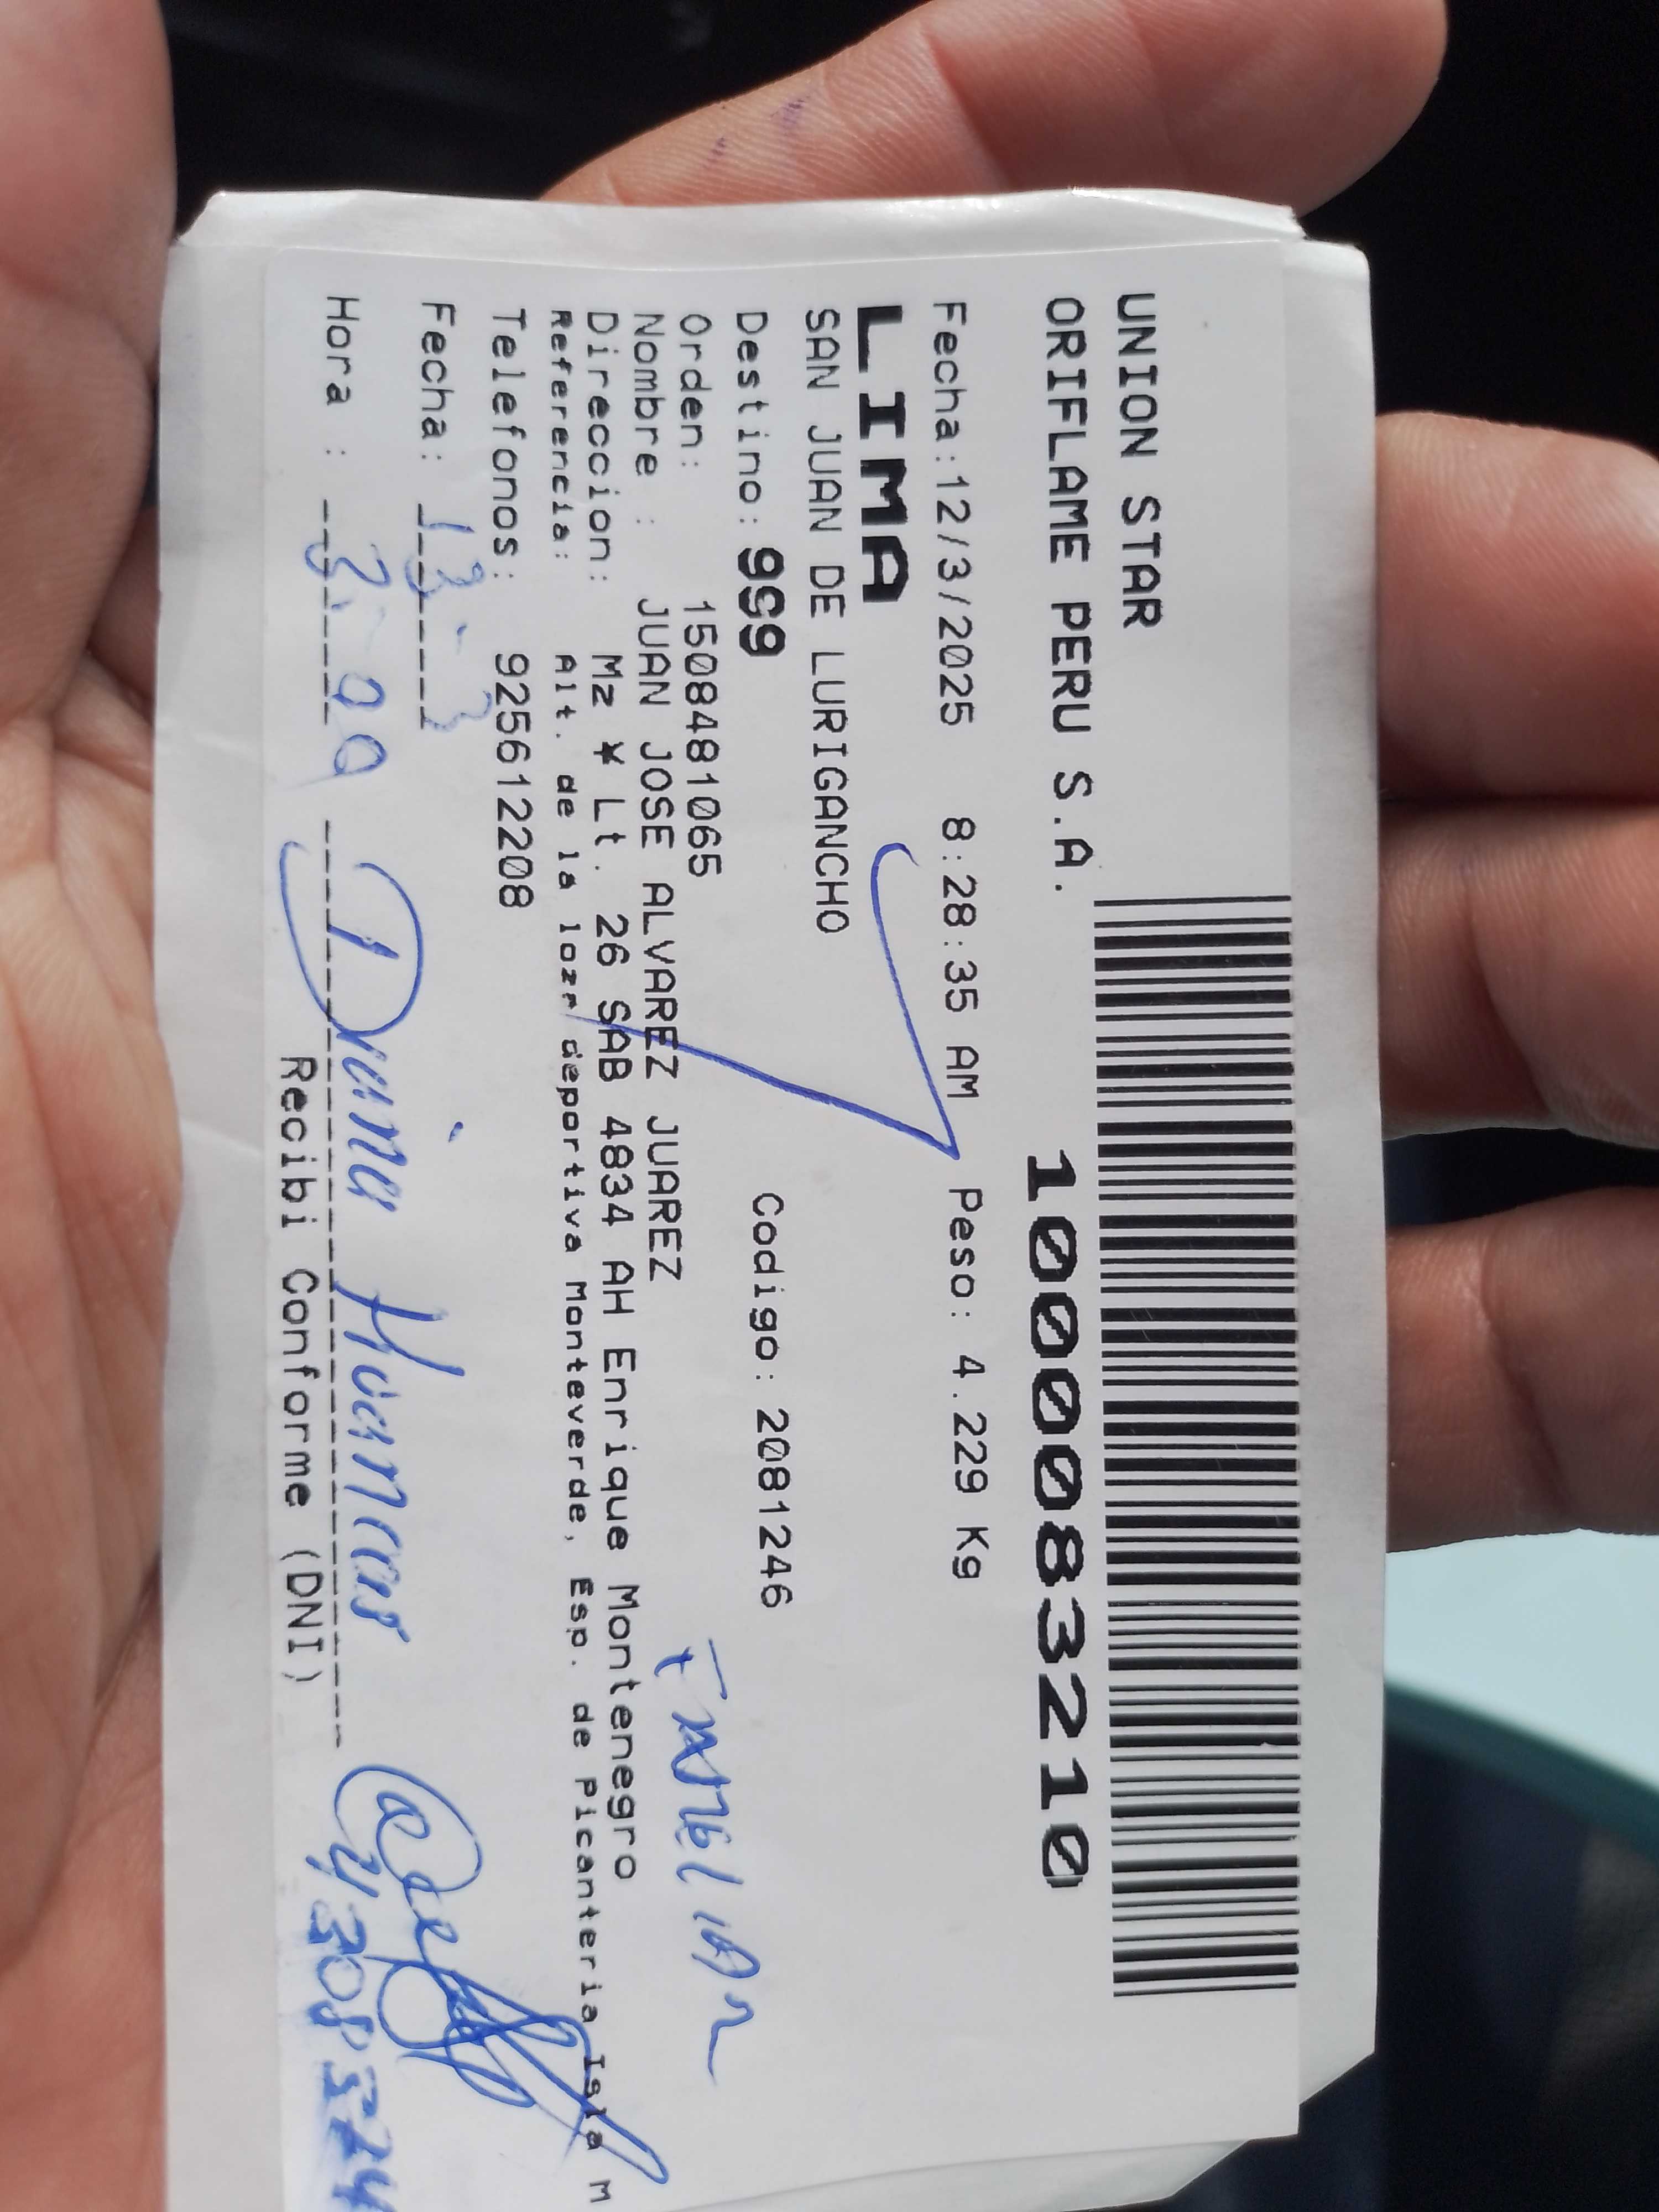 UNION STAR
ORIFLAME PERU S.A.
1000083210
Fecha:12/3/2025 8:28:35 AM Peso: 4.229 Kg
LIMA
SAN JUAN DE LURIGANCHO
Destino: 999 Codigo: 2081246
Orden: 1508481065
Nombre : JUAN JOSE ALVAREZ JUAREZ
Direccion: Mz ¥ Lt. 26 SAB 4834 AH Enrique Montenegro
Referencia: Alt. de la loza deportiva Monteverde, Esp. de Picanteria Isla M
Telefonos: 925612208
Fecha: 13 - 3
Hora :
Recibi Conforme (DNI)